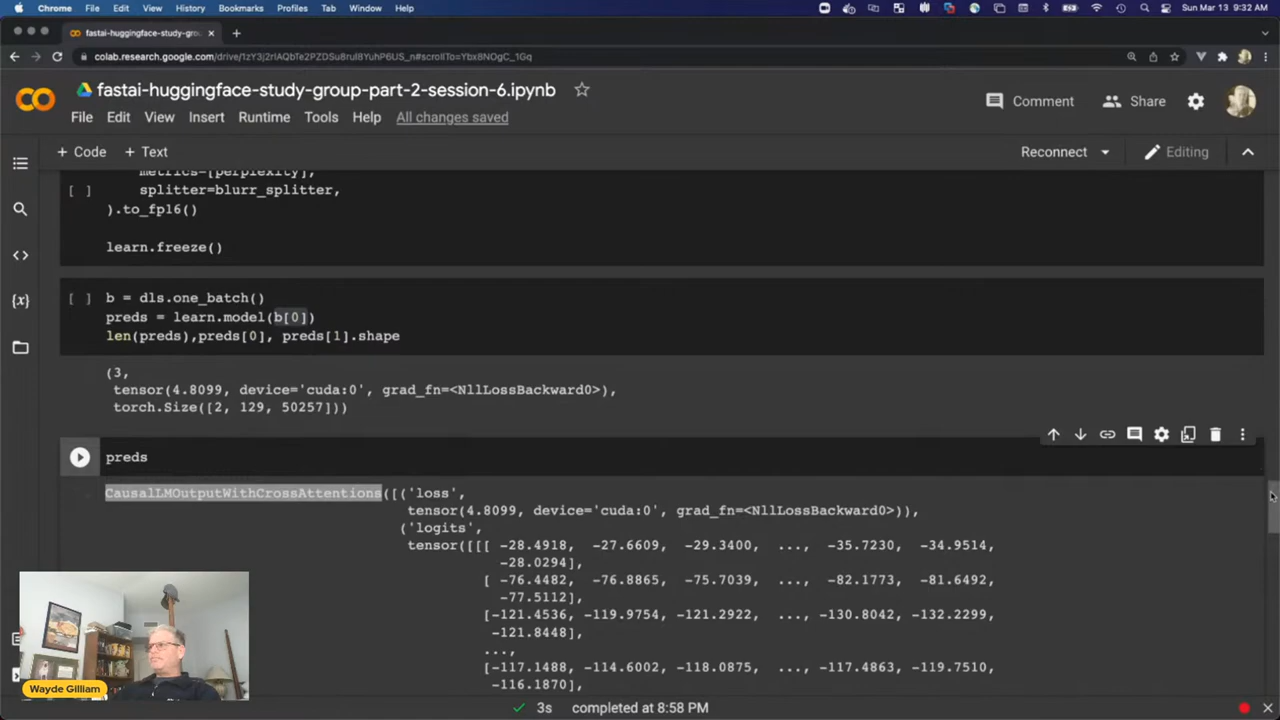 Chrome File Edit View History Bookmarks Profiles Tab Window Help Sun Mar 13 9:32 AM
fastai-huggingface-study-gro
colab.research.google.com/drive/1zY3j2rIAQbTe2PZDSu8rul8YuhP6US_n#scrollTo=Ybx8NOgC_1Gq
fastai-huggingface-study-group-part-2-session-6.ipynb
Comment Share
File Edit View Insert Runtime Tools Help All changes saved
+ Code + Text Reconnect Editing
metrics=[perplexity],
[ ] splitter=blurr_splitter,
).to_fp16()
learn.freeze()
[ ] b = dls.one_batch()
preds = learn.model(b[0])
len(preds),preds[0], preds[1].shape
(3,
tensor(4.8099, device='cuda:0', grad_fn=<NllLossBackward0>),
torch.Size([2, 129, 50257]))
preds
CausalLMOutputWithCrossAttentions([('loss',
tensor(4.8099, device='cuda:0', grad_fn=<NllLossBackward0>)),
('logits',
tensor([[[ -28.4918, -27.6609, -29.3400, ..., -35.7230, -34.9514,
-28.0294],
[ -76.4482, -76.8865, -75.7039, ..., -82.1773, -81.6492,
-77.5112],
[-121.4536, -119.9754, -121.2922, ..., -130.8042, -132.2299,
-121.8448],
...,
[-117.1488, -114.6002, -118.0875, ..., -117.4863, -119.7510,
-116.1870],
Wayde Gilliam
3s completed at 8:58 PM